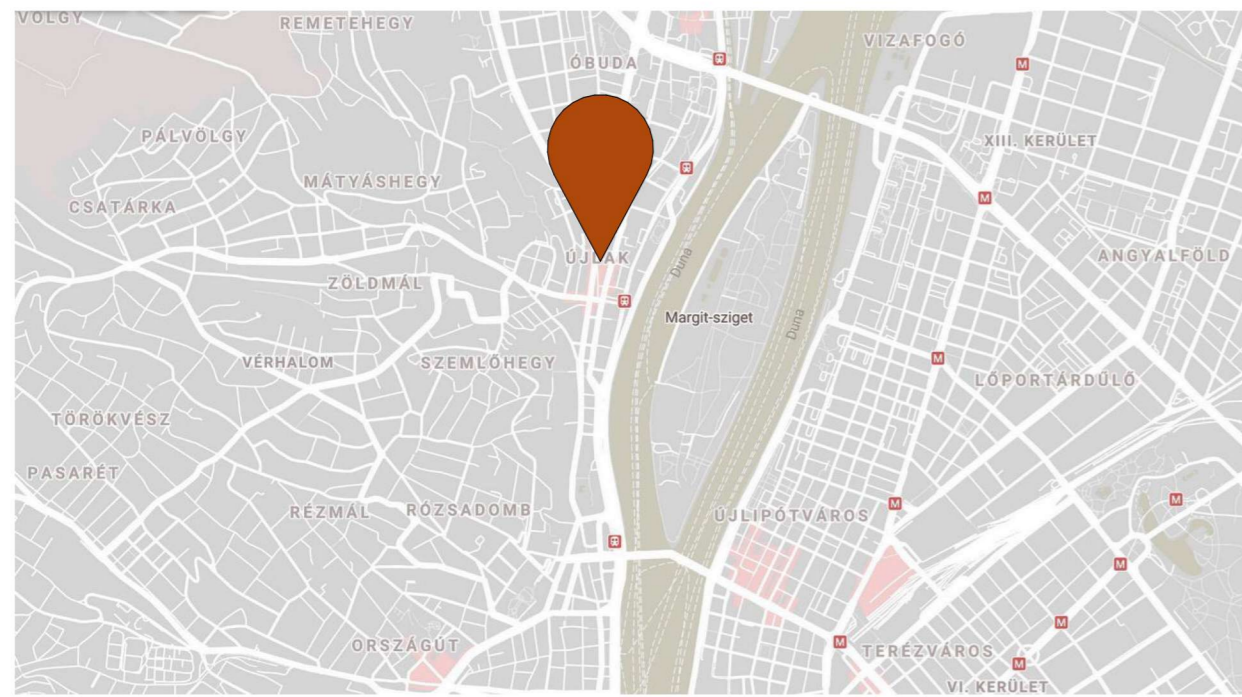 VÖLGY
REMETEHEGY
VIZAFOGÓ
ÓBUDA
M
PÁLVÖLGY
XIII. KERÜLET
MÁTYÁSHEGY
M
CSATÁRKA
ÚJLAK
Duna
ANGYALFÖLD
ZÖLDMÁL
Margit-sziget
Duna
VÉRHALOM
SZEMLŐHEGY
M
LŐPORTÁRDŰLŐ
TÖRÖKVÉSZ
PASARÉT
RÉZMÁL
RÓZSADOMB
ÚJLIPÓTVÁROS
M
M
M
ORSZÁGÚT
M
M
TERÉZVÁROS
M
VI. KERÜLET